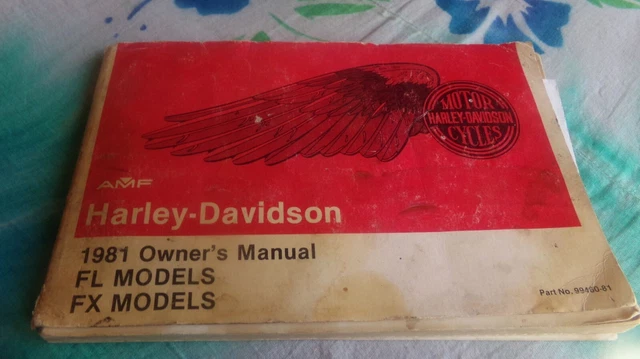 MOTOR
HARLEY-DAVIDSON
CYCLES
AMF
Harley-Davidson
1981 Owner's Manual
FL MODELS
FX MODELS
Part No. 99460-81